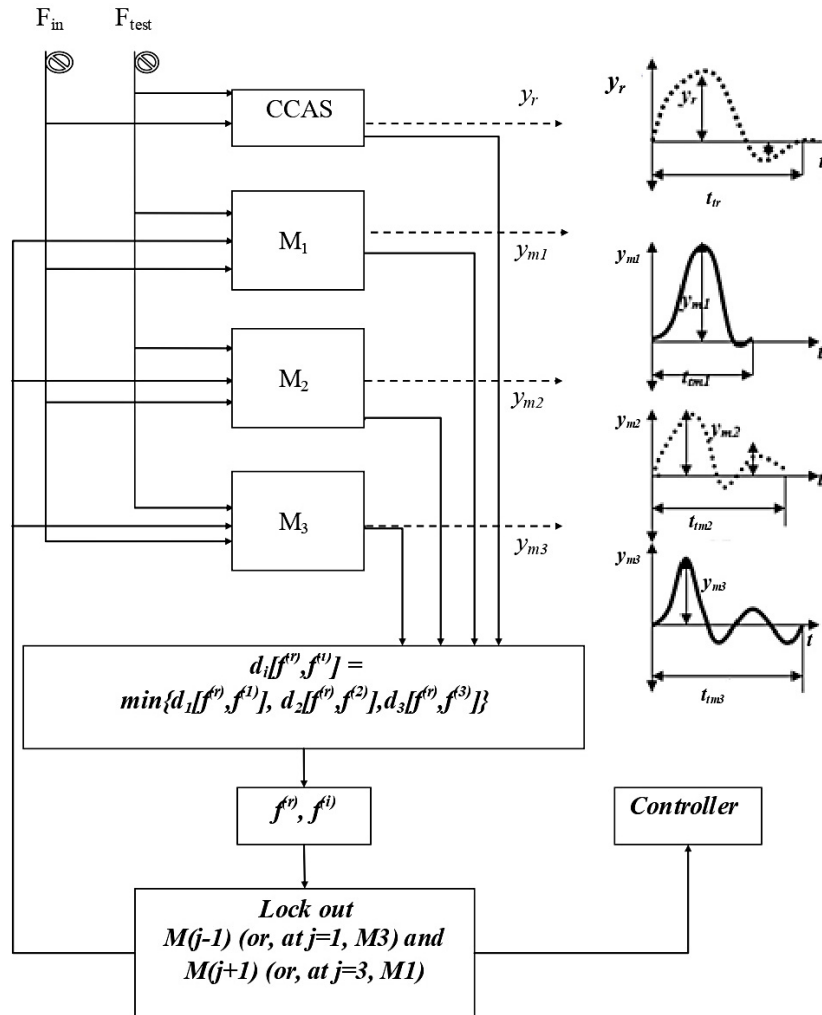 F_in F_test
CCAS
y_r
M_1
y_m1
M_2
y_m2
M_3
y_m3
d_i[f^(r),f^(i)] =
min{d_1[f^(r),f^(1)], d_2[f^(r),f^(2)],d_3[f^(r),f^(3)]}
f^(r), f^(i)
Controller
Lock out
M(j-1) (or, at j=1, M3) and
M(j+1) (or, at j=3, M1)
y_r
y_r
t
t_tr
y_m1
y_m1
t
t_tm1
y_m2
y_m2
t
t_tm2
y_m3
y_m3
t
t_tm3